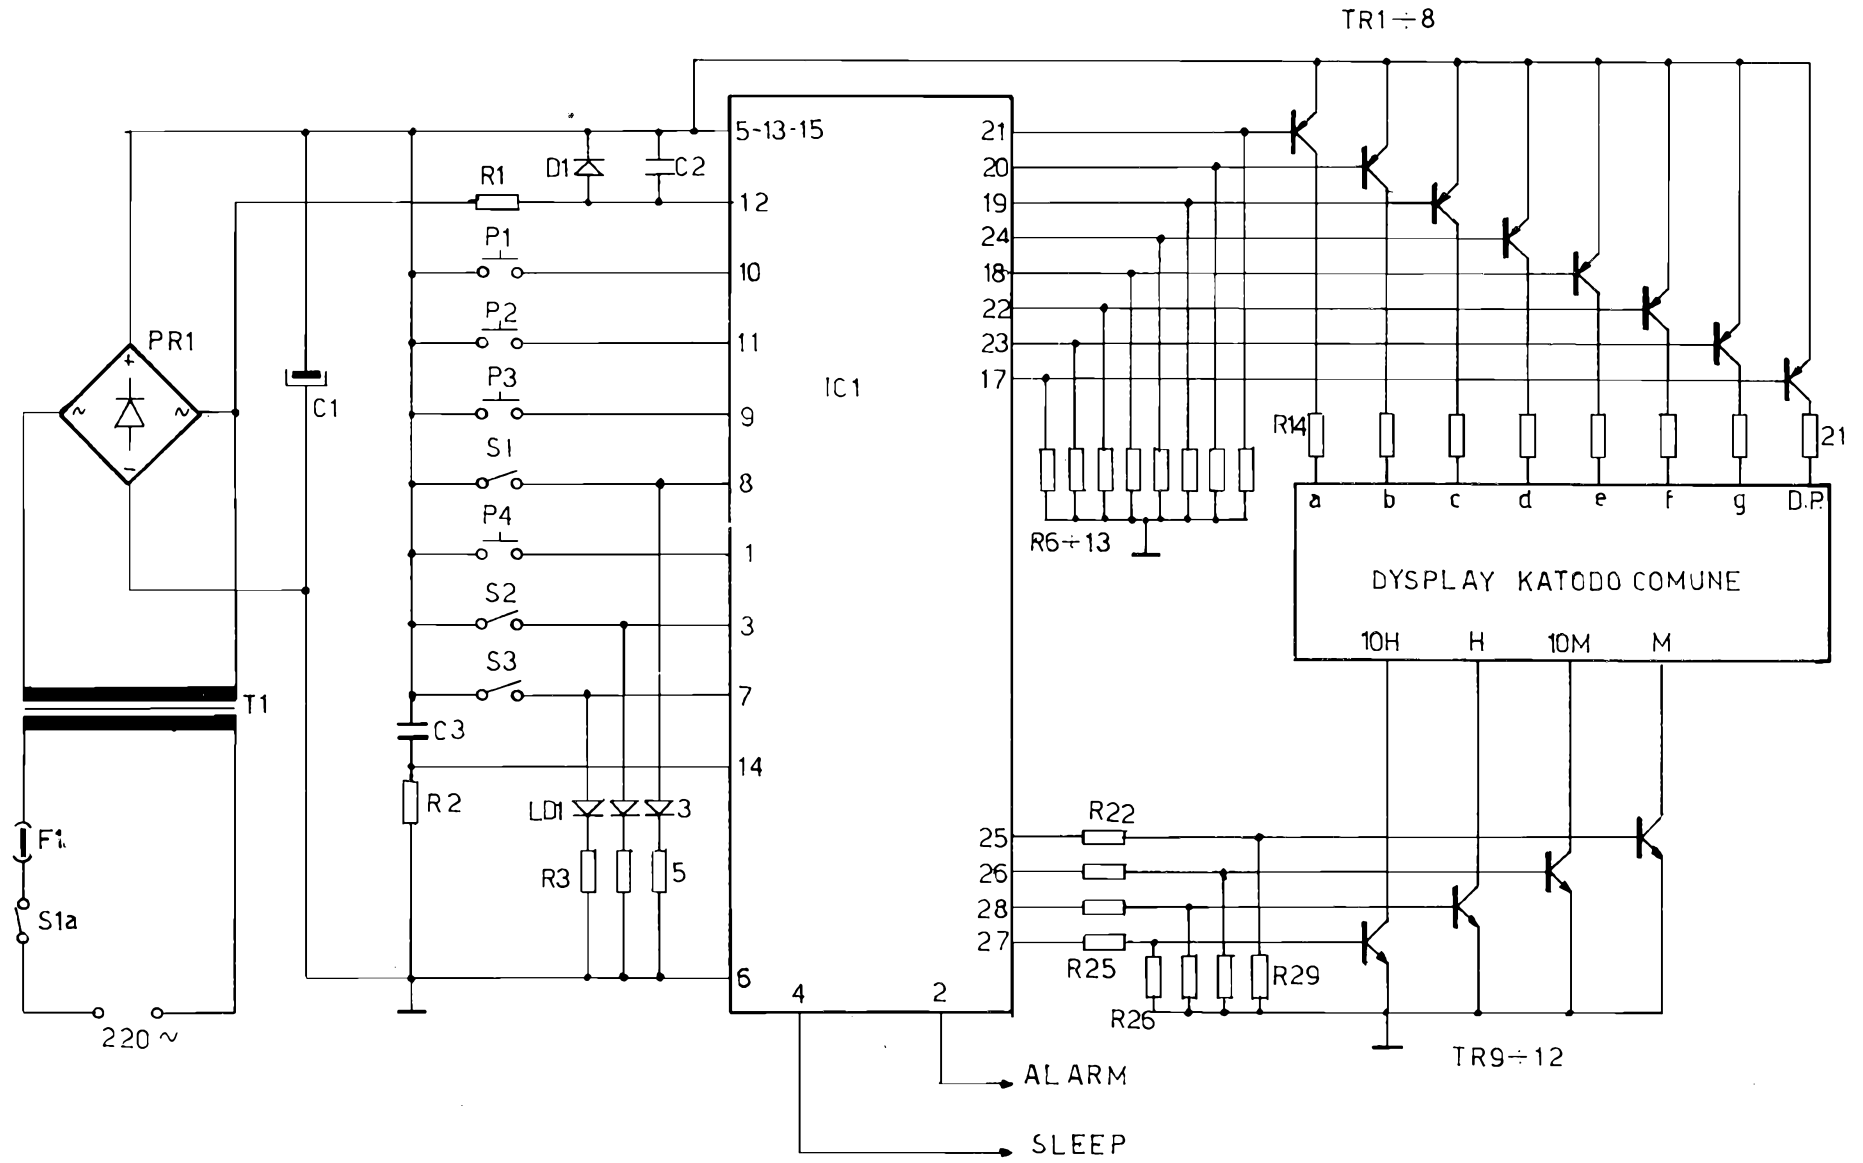 TR1÷8
5-13-15
21
D1
C2
20
R1
12
19
P1
24
10
18
P2
22
PR1
11
23
+
P3
IC1
17
~
~
C1
9
R14
21
S1
-
8
a
b
c
d
e
f
g
D.P.
P4
R6÷13
1
DYSPLAY KATODO COMUNE
S2
3
10H
H
10M
M
S3
7
T1
C3
14
R2
LD1
3
R22
25
F1
R3
5
26
28
S1a
27
R25
R29
6
4
2
R26
220~
TR9÷12
ALARM
SLEEP